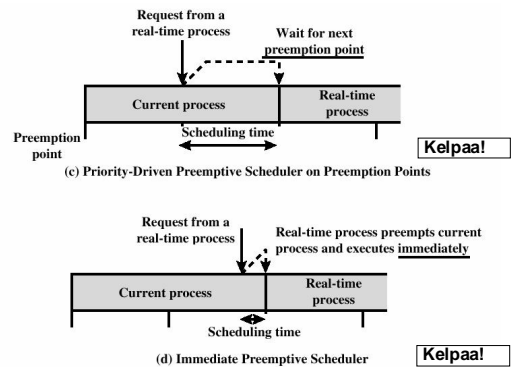 Request from a
real-time process
Wait for next
preemption point
Current process
Real-time
process
Preemption
point
Scheduling time
Kelpaa!
(c) Priority-Driven Preemptive Scheduler on Preemption Points
Request from a
real-time process
Real-time process preempts current
process and executes immediately
Current process
Real-time
process
Scheduling time
(d) Immediate Preemptive Scheduler
Kelpaa!